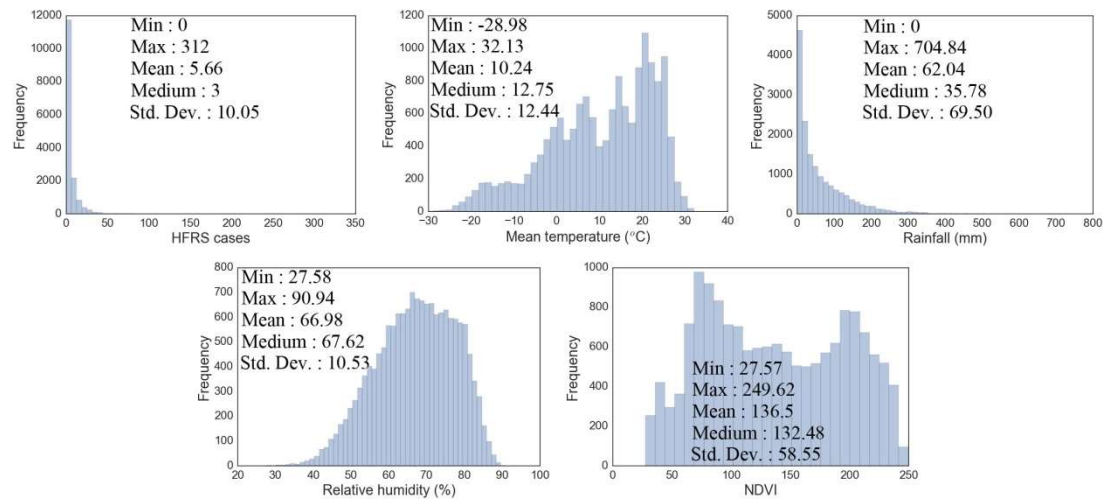 12000
10000
8000
6000
4000
2000
0
Frequency
Min : 0
Max : 312
Mean : 5.66
Medium : 3
Std. Dev. : 10.05
0 50 100 150 200 250 300 350
HFRS cases
1200
1000
800
600
400
200
0
Frequency
Min : -28.98
Max : 32.13
Mean : 10.24
Medium : 12.75
Std. Dev. : 12.44
−30 −20 −10 0 10 20 30 40
Mean temperature (°C)
5000
4000
3000
2000
1000
0
Frequency
Min : 0
Max : 704.84
Mean : 62.04
Medium : 35.78
Std. Dev. : 69.50
0 100 200 300 400 500 600 700 800
Rainfall (mm)
800
700
600
500
400
300
200
100
0
Frequency
Min : 27.58
Max : 90.94
Mean : 66.98
Medium : 67.62
Std. Dev. : 10.53
20 30 40 50 60 70 80 90 100
Relative humidity (%)
1000
800
600
400
200
0
Frequency
Min : 27.57
Max : 249.62
Mean : 136.5
Medium : 132.48
Std. Dev. : 58.55
0 50 100 150 200 250
NDVI